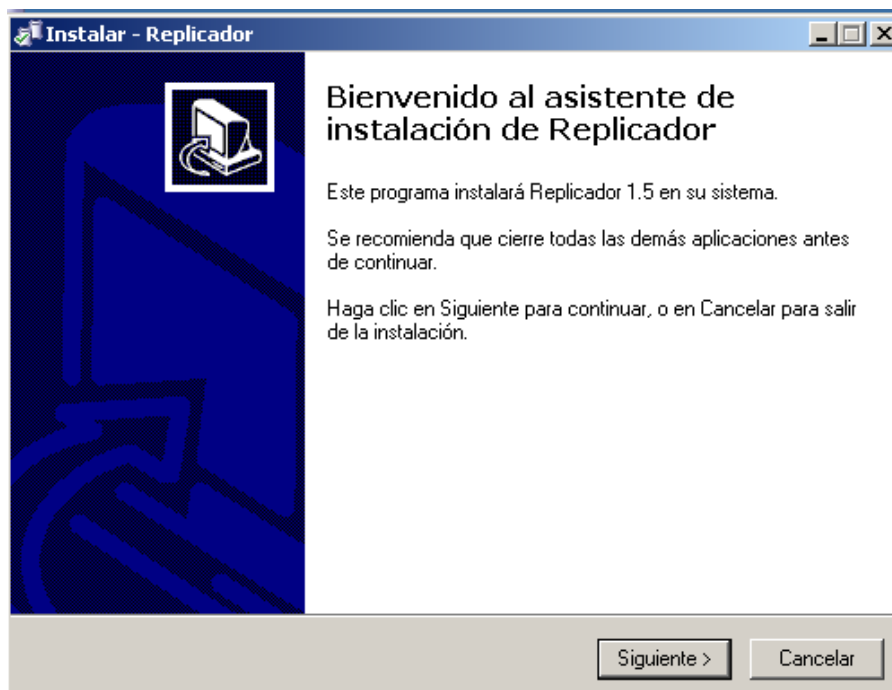 Instalar - Replicador
Bienvenido al asistente de
instalación de Replicador
Este programa instalará Replicador 1.5 en su sistema.
Se recomienda que cierre todas las demás aplicaciones antes
de continuar.
Haga clic en Siguiente para continuar, o en Cancelar para salir
de la instalación.
Siguiente >
Cancelar